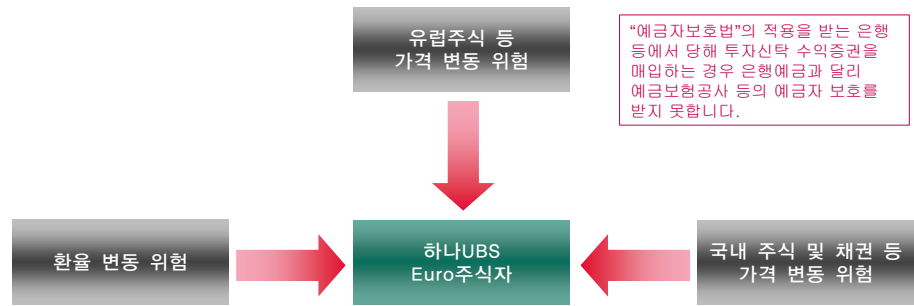 유럽주식 등
가격 변동 위험
“예금자보호법”의 적용을 받는 은행
등에서 당해 투자신탁 수익증권을
매입하는 경우 은행예금과 달리
예금보험공사 등의 예금자 보호를
받지 못합니다.
환율 변동 위험
하나UBS
Euro주식자
국내 주식 및 채권 등
가격 변동 위험